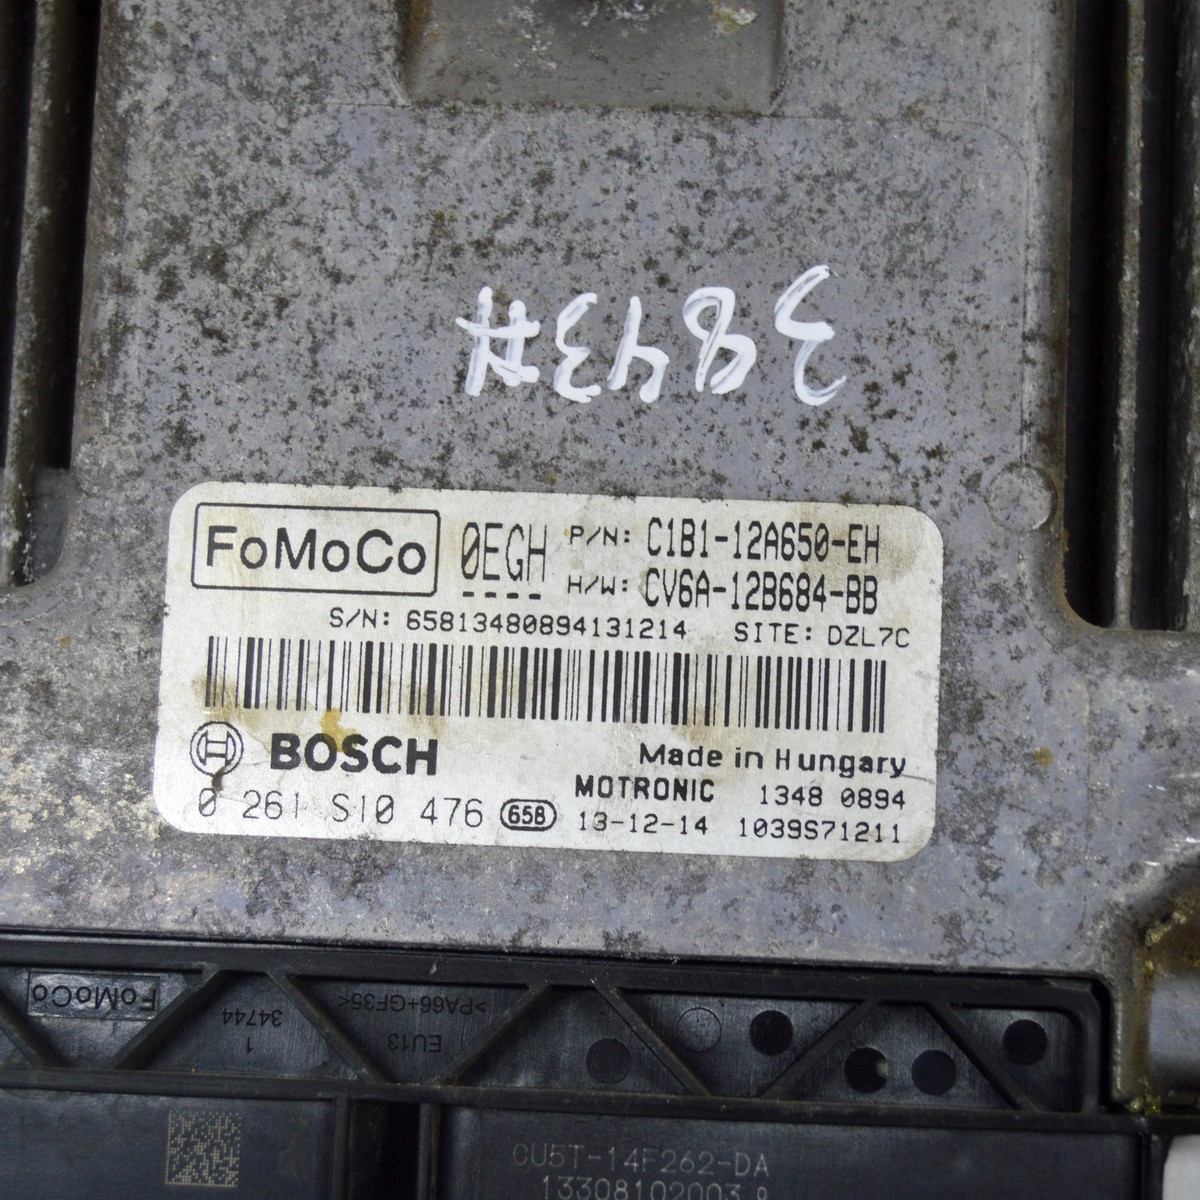 3843A
FoMoCo 0EGH P/N: C1B1-12A650-EH
H/W: CV6A-12B684-BB
S/N: 65813480894131214 SITE: DZL7C
BOSCH Made in Hungary
MOTRONIC 1348 0894
0 261 S10 476 658 13-12-14 1039S71211
FoMoCo
34744
1
>PA66+GF35<
EU13
CU5T-14F262-DA
13308102003